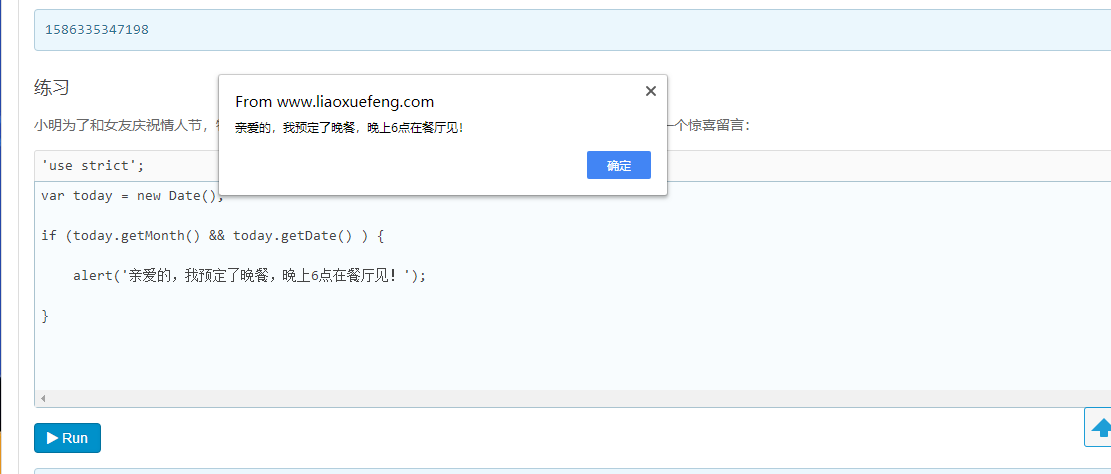 1586335347198
练习
From www.liaoxuefeng.com
亲爱的，我预定了晚餐，晚上6点在餐厅见！
确定
小明为了和女友庆祝情人节，
一个惊喜留言：
'use strict';
var today = new Date();
if (today.getMonth() && today.getDate() ) {
alert('亲爱的，我预定了晚餐，晚上6点在餐厅见！');
}
Run